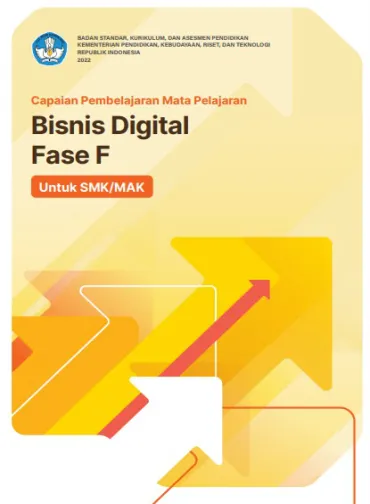 BADAN STANDAR, KURIKULUM, DAN ASESMEN PENDIDIKAN
KEMENTERIAN PENDIDIKAN, KEBUDAYAAN, RISET, DAN TEKNOLOGI
REPUBLIK INDONESIA
2022
Capaian Pembelajaran Mata Pelajaran
Bisnis Digital
Fase F
Untuk SMK/MAK